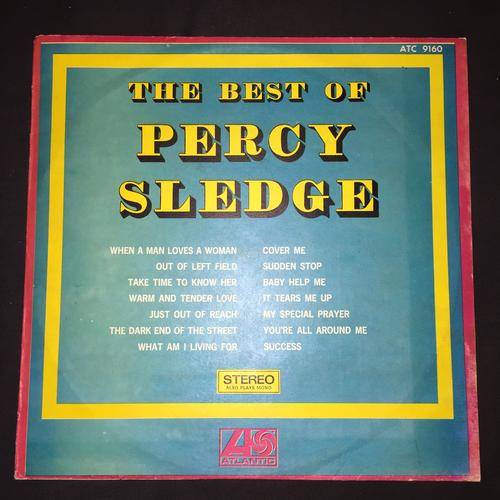 ATC 9160
THE BEST OF
PERCY
SLEDGE
WHEN A MAN LOVES A WOMAN
OUT OF LEFT FIELD
TAKE TIME TO KNOW HER
WARM AND TENDER LOVE
JUST OUT OF REACH
THE DARK END OF THE STREET
WHAT AM I LIVING FOR
COVER ME
SUDDEN STOP
BABY HELP ME
IT TEARS ME UP
MY SPECIAL PRAYER
YOU'RE ALL AROUND ME
SUCCESS
STEREO
ALSO PLAYS MONO
ATLANTIC